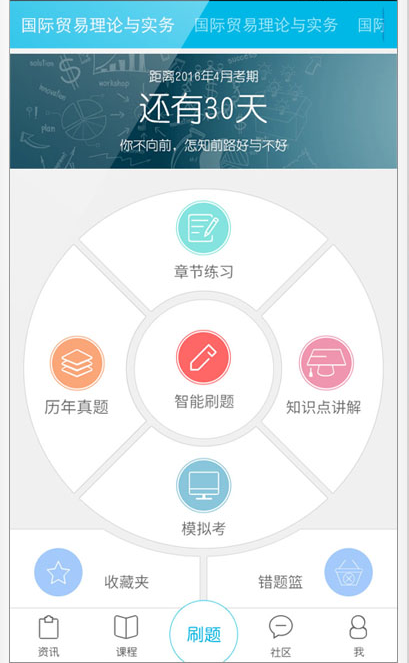 国际贸易理论与实务 国际贸易理论与实务 国际
距离2016年4月考期
还有30天
你不向前，怎知前路好与不好
solution
workshop
innovation
plan
章节练习
历年真题
智能刷题
知识点讲解
模拟考
收藏夹
错题篮
资讯
课程
刷题
社区
我